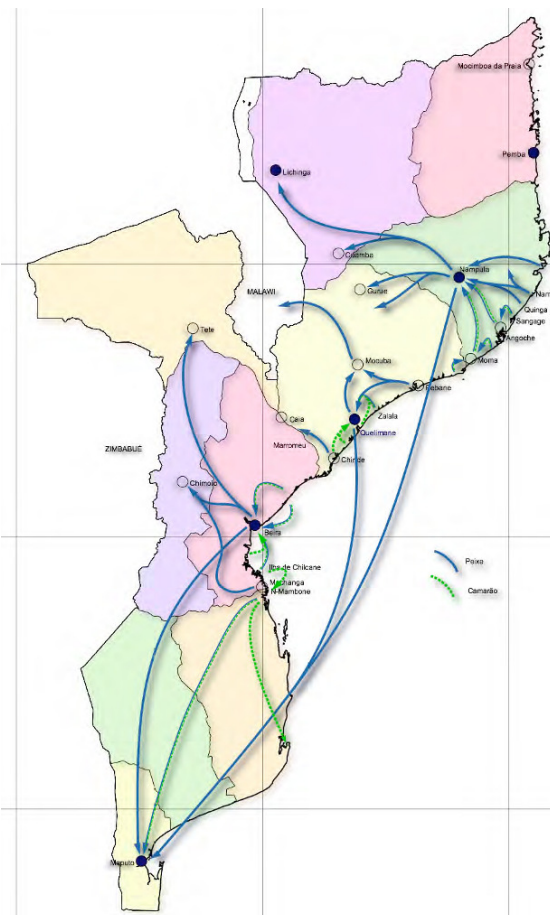 Mocimboa da Praia
Pemba
Lichinga
Cuamba
Nampula
MALAWI
Gurue
Nam
Quinga
Sangage
Angoche
Tete
Moma
Mocuba
Pebane
Caia
Zalala
Quelimane
Marromeu
ZIMBABUE
Chinde
Chimoio
Beira
Peixe
Ilha de Chilcane
Machanga
N-Mambone
Camarão
Maputo